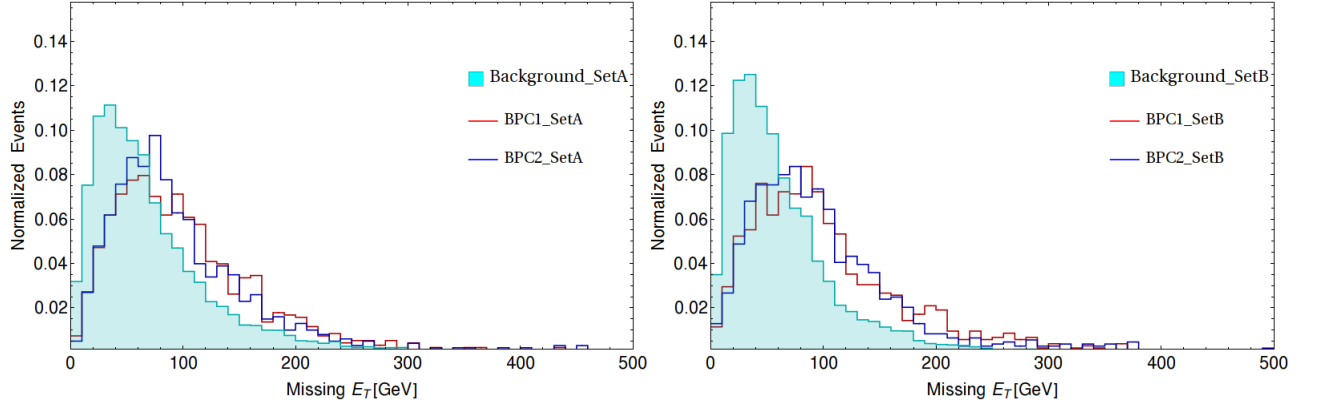 0.14
0.12
0.10
0.08
0.06
0.04
0.02
Normalized Events
Background_SetA
BPC1_SetA
BPC2_SetA
0 100 200 300 400 500
Missing E_T[GeV]
0.14
0.12
0.10
0.08
0.06
0.04
0.02
Normalized Events
Background_SetB
BPC1_SetB
BPC2_SetB
0 100 200 300 400 500
Missing E_T[GeV]